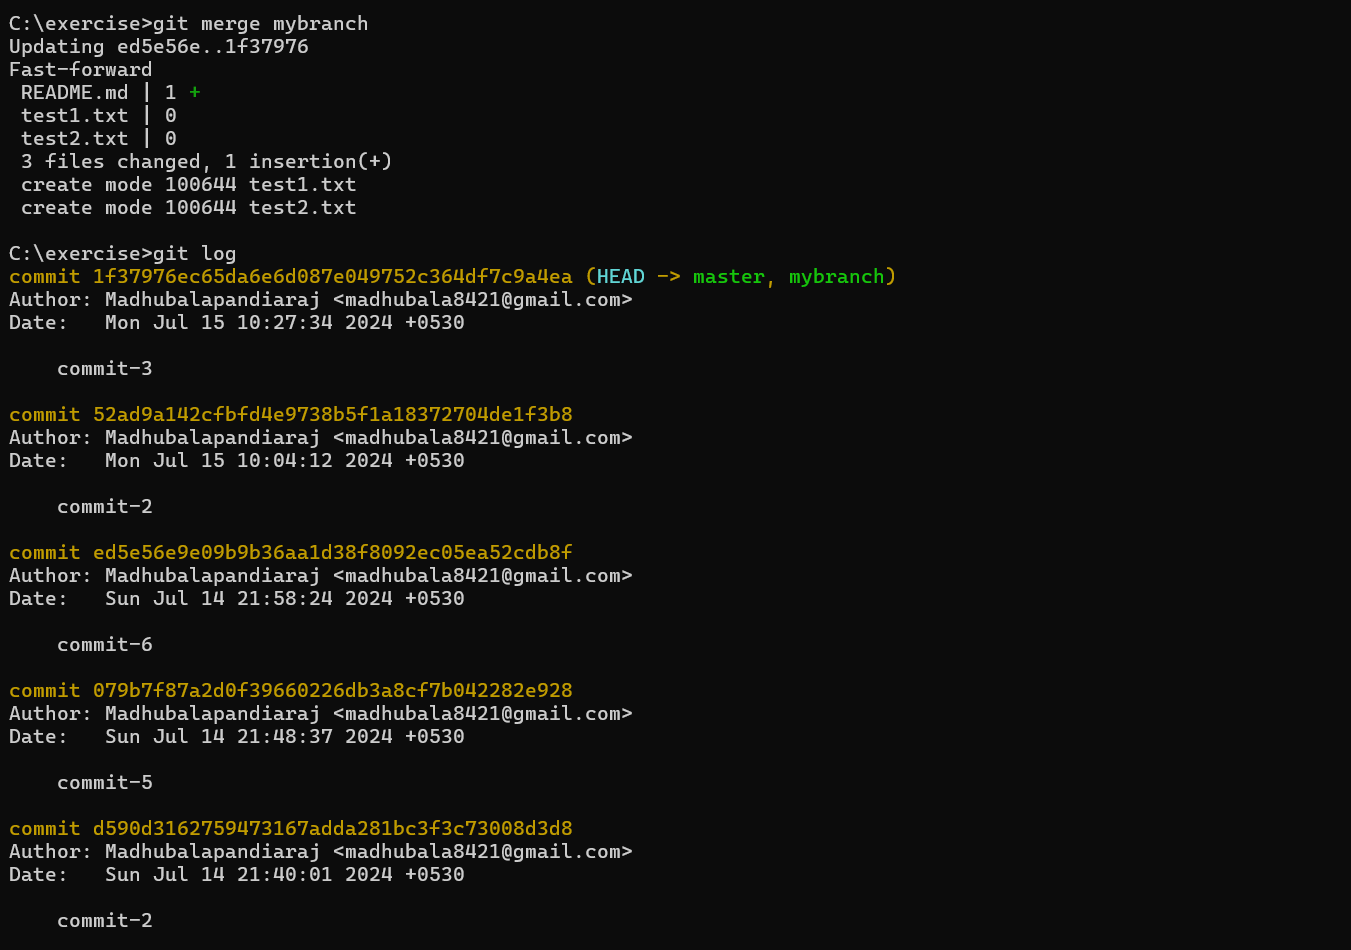 C:\exercise>git merge mybranch
Updating ed5e56e..1f37976
Fast-forward
 README.md | 1 +
 test1.txt | 0
 test2.txt | 0
 3 files changed, 1 insertion(+)
 create mode 100644 test1.txt
 create mode 100644 test2.txt
C:\exercise>git log
commit 1f37976ec65da6e6d087e049752c364df7c9a4ea (HEAD -> master, mybranch)
Author: Madhubalapandiaraj <madhubala8421@gmail.com>
Date:   Mon Jul 15 10:27:34 2024 +0530
    commit-3
commit 52ad9a142cfbfd4e9738b5f1a18372704de1f3b8
Author: Madhubalapandiaraj <madhubala8421@gmail.com>
Date:   Mon Jul 15 10:04:12 2024 +0530
    commit-2
commit ed5e56e9e09b9b36aa1d38f8092ec05ea52cdb8f
Author: Madhubalapandiaraj <madhubala8421@gmail.com>
Date:   Sun Jul 14 21:58:24 2024 +0530
    commit-6
commit 079b7f87a2d0f39660226db3a8cf7b042282e928
Author: Madhubalapandiaraj <madhubala8421@gmail.com>
Date:   Sun Jul 14 21:48:37 2024 +0530
    commit-5
commit d590d3162759473167adda281bc3f3c73008d3d8
Author: Madhubalapandiaraj <madhubala8421@gmail.com>
Date:   Sun Jul 14 21:40:01 2024 +0530
    commit-2